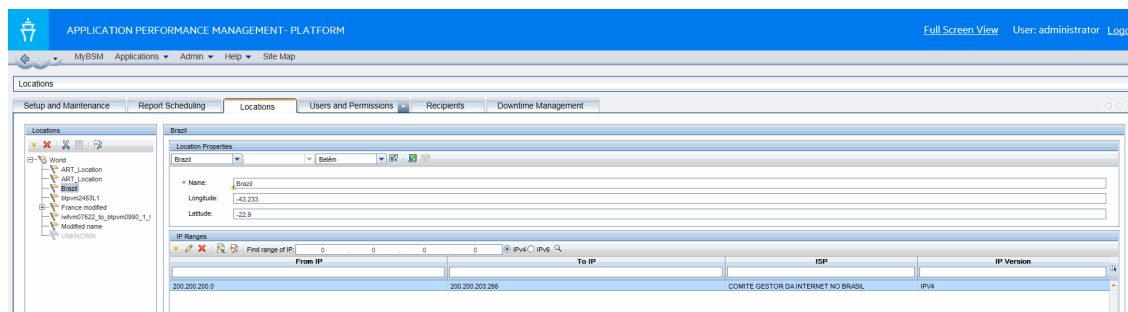 APPLICATION PERFORMANCE MANAGEMENT- PLATFORM
Full Screen View User: administrator Logo
MyBSM Applications Admin Help Site Map
Locations
Setup and Maintenance Report Scheduling Locations Users and Permissions Recipients Downtime Management
Locations
World
ART_Location
ART_Location
Brazil
btpvm2453L1
France modified
iwfvm07522_to_btpvm0990_1_l
Modified name
UNKNOWN
Brazil
Location Properties
Brazil Belém
* Name: Brazil
Longitude: -43.233
Latitude: -22.9
IP Ranges
Find range of IP: 0 . 0 . 0 . 0 IPv4 IPv6
From IP To IP ISP IP Version
200.200.200.0 200.200.203.255 COMITE GESTOR DA INTERNET NO BRASIL IPV4